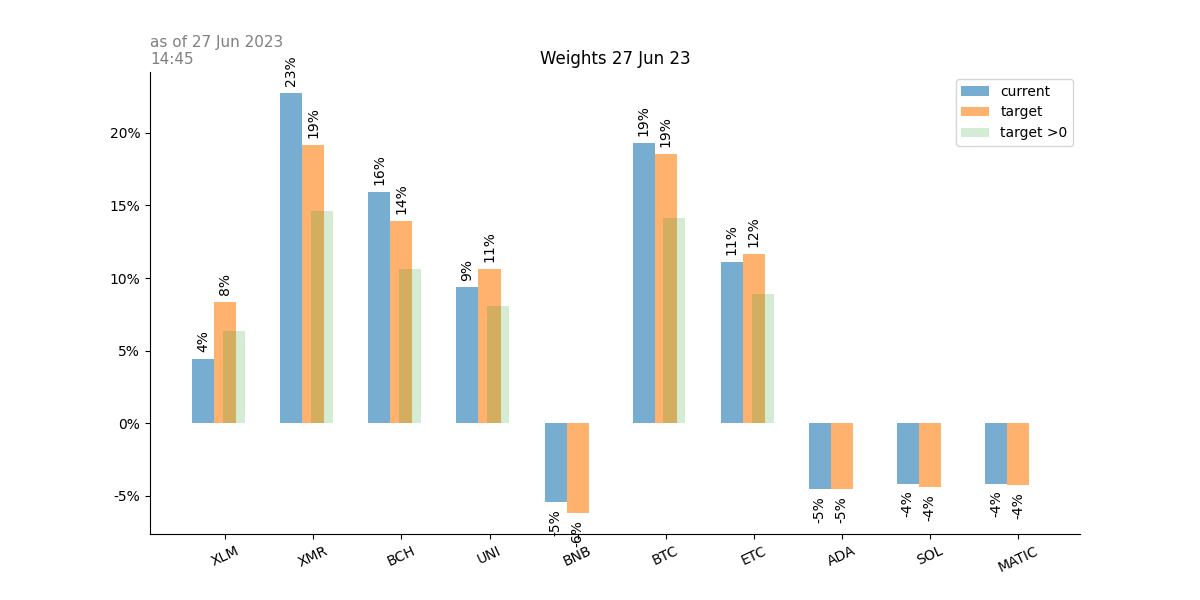 as of 27 Jun 2023
14:45
Weights 27 Jun 23
current
target
target >0
20%
15%
10%
5%
0%
-5%
4%
8%
23%
19%
16%
14%
9%
11%
-5%
-6%
19%
19%
11%
12%
-5%
-5%
-4%
-4%
-4%
-4%
XLM
XMR
BCH
UNI
BNB
BTC
ETC
ADA
SOL
MATIC